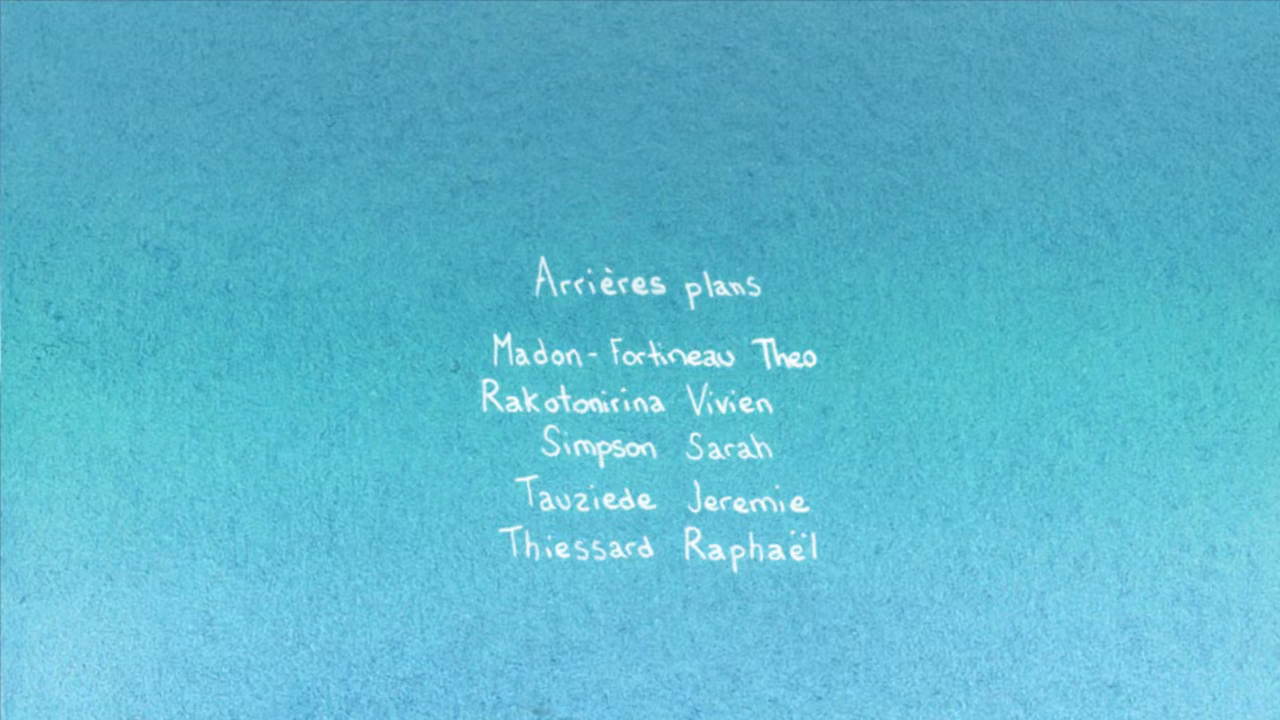 Arrières plans
Madon-Fortineau Theo
Rakotonirina Vivien
Simpson Sarah
Tauziede Jeremie
Thiessard Raphaël